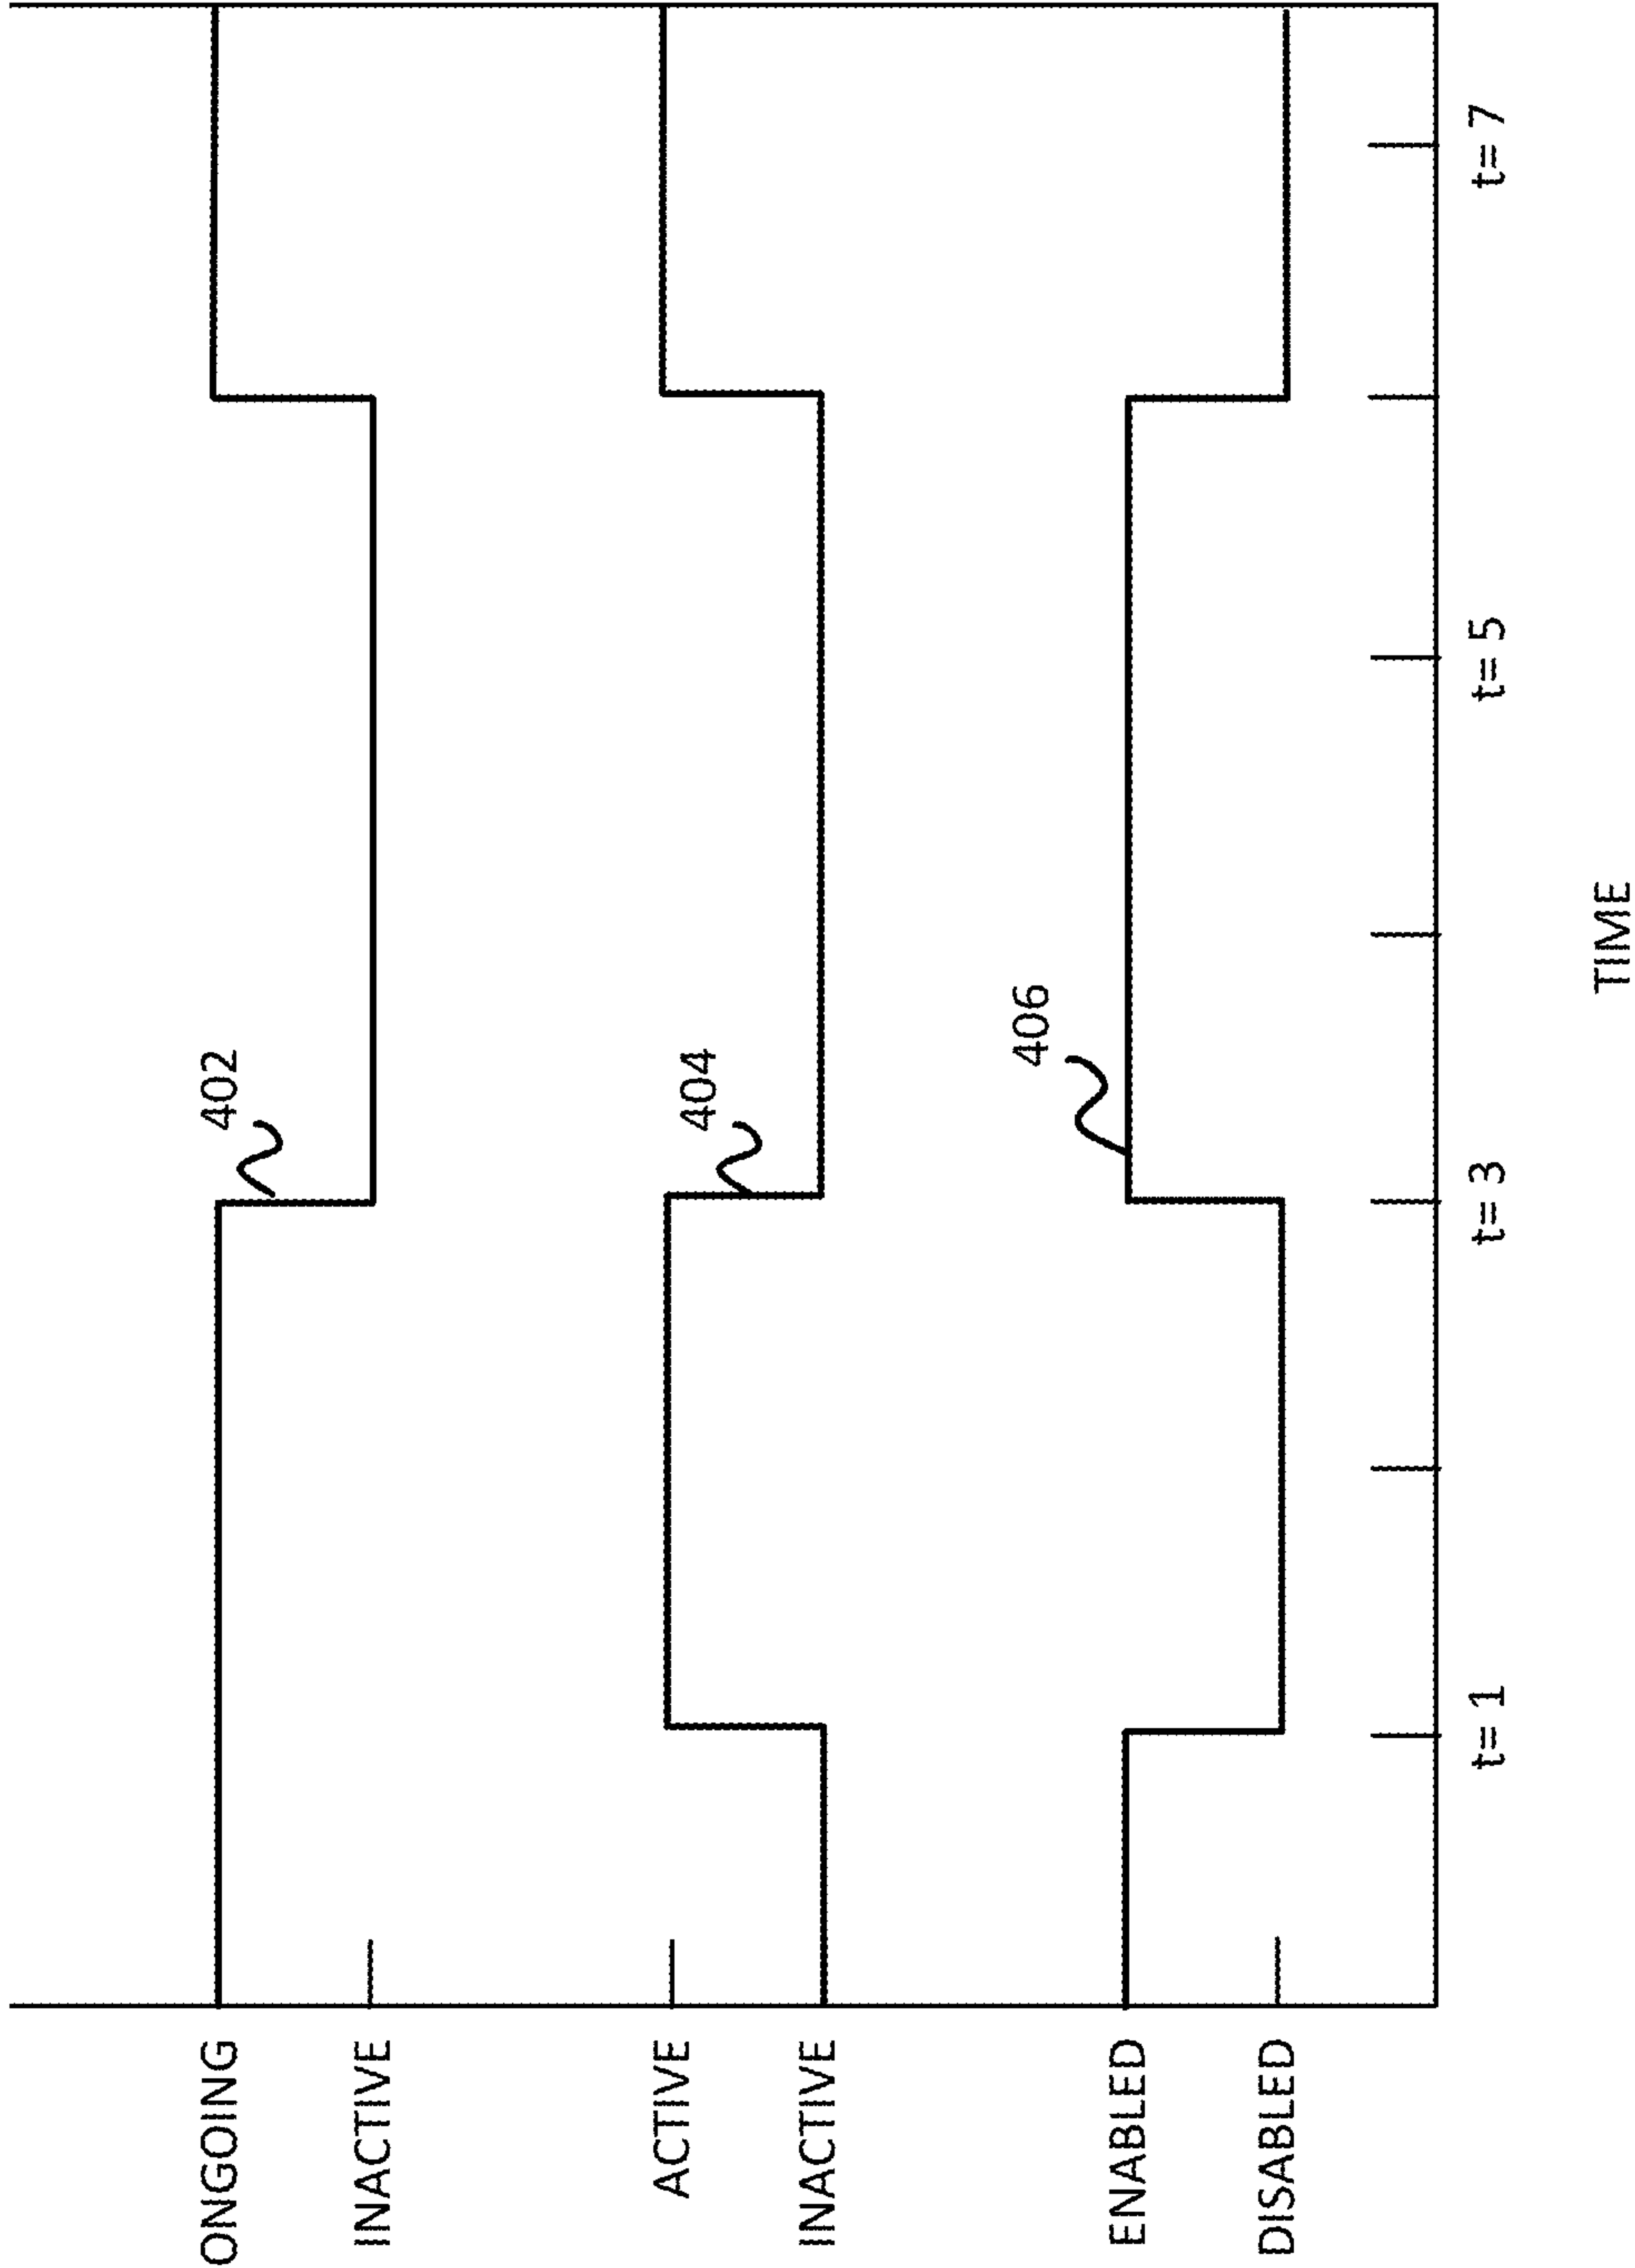 ONGOING
402
INACTIVE
ACTIVE
404
INACTIVE
406
ENABLED
DISABLED
t= 1
t= 3
t= 5
t= 7
TIME